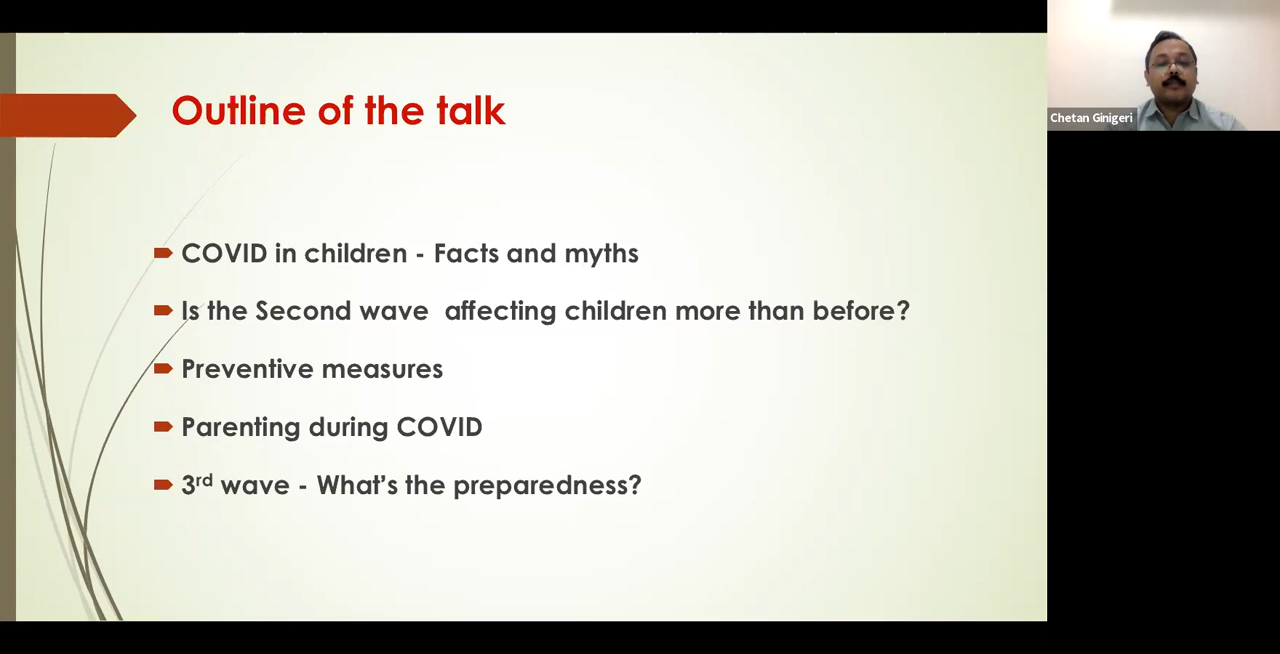 Outline of the talk
COVID in children - Facts and myths
Is the Second wave  affecting children more than before?
Preventive measures
Parenting during COVID
3rd wave - What's the preparedness?
Chetan Ginigeri